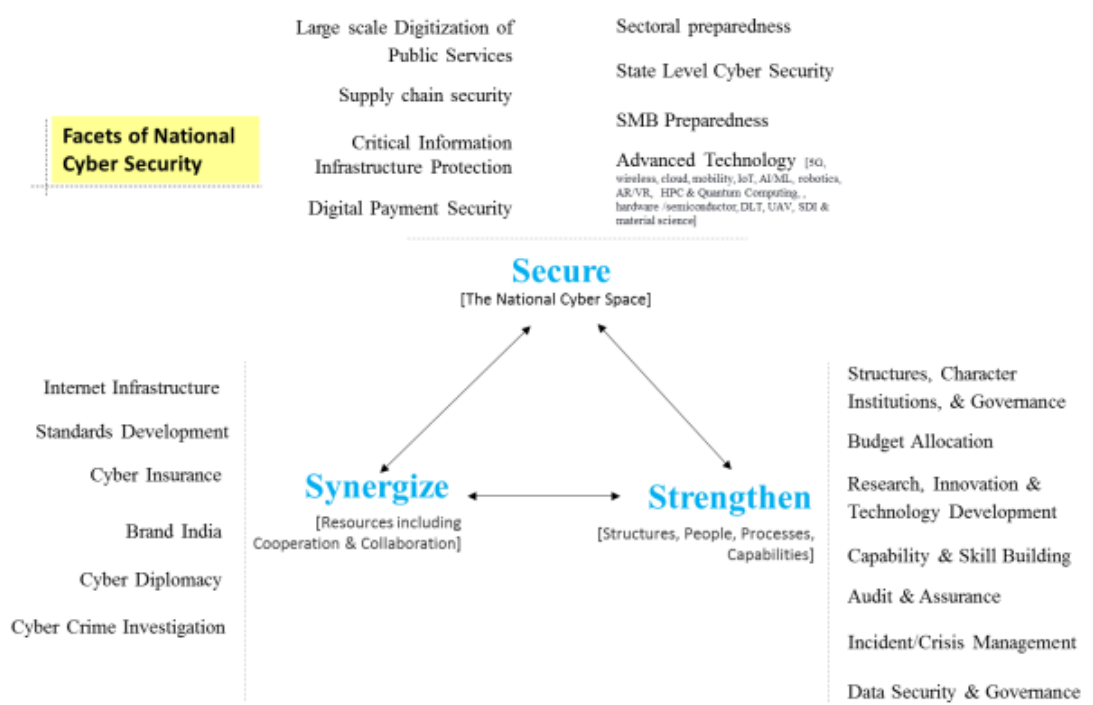 Facets of National
Cyber Security
Large scale Digitization of
Public Services
Supply chain security
Critical Information
Infrastructure Protection
Digital Payment Security
Sectoral preparedness
State Level Cyber Security
SMB Preparedness
Advanced Technology [5G,
wireless, cloud, mobility, IoT, AI/ML, robotics,
AR/VR, HPC & Quantum Computing, ,
hardware /semiconductor, DLT, UAV, SDI &
material science]
Secure
[The National Cyber Space]
Internet Infrastructure
Standards Development
Cyber Insurance
Brand India
Cyber Diplomacy
Cyber Crime Investigation
Synergize
[Resources including
Cooperation & Collaboration]
Strengthen
[Structures, People, Processes,
Capabilities]
Structures, Character
Institutions, & Governance
Budget Allocation
Research, Innovation &
Technology Development
Capability & Skill Building
Audit & Assurance
Incident/Crisis Management
Data Security & Governance